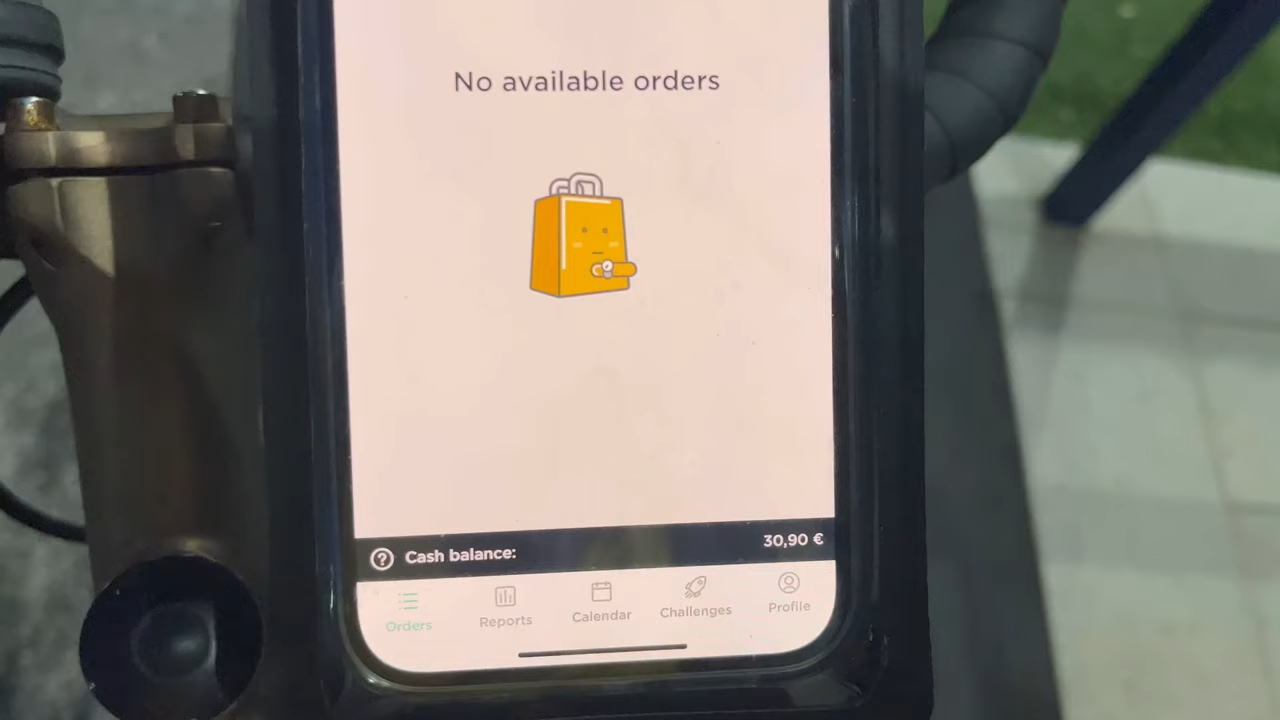 No available orders
Cash balance: 30,90 €
Orders Reports Calendar Challenges Profile